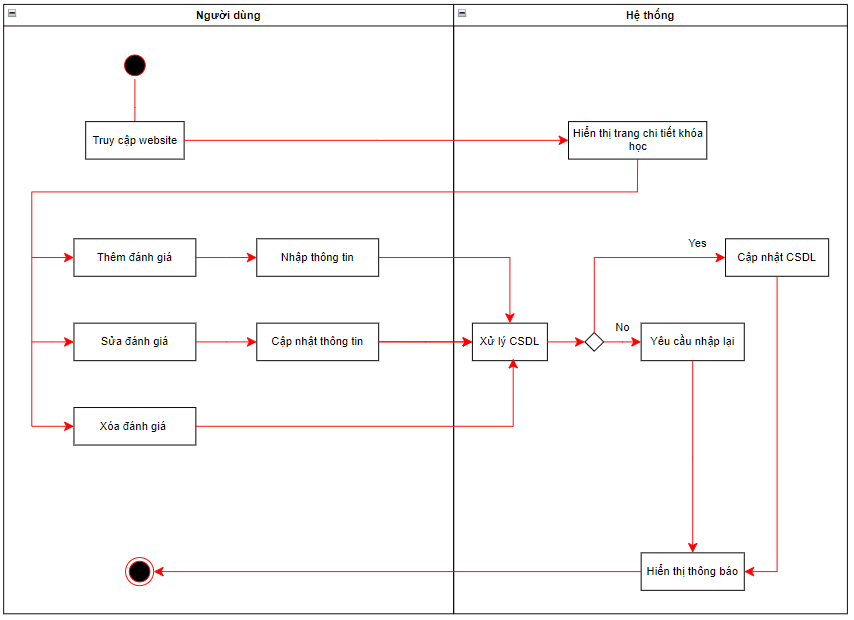 Người dùng
Hệ thống
Truy cập website
Hiển thị trang chi tiết khóa
học
Thêm đánh giá
Nhập thông tin
Yes
Cập nhật CSDL
Sửa đánh giá
Cập nhật thông tin
Xử lý CSDL
No
Yêu cầu nhập lại
Xóa đánh giá
Hiển thị thông báo